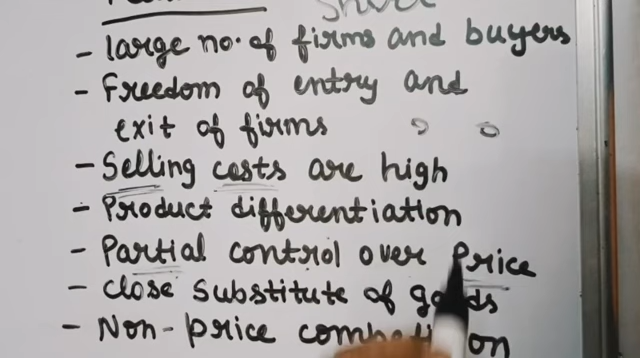 - large no. of firms and buyers
- Freedom of entry and
exit of firms
- Selling costs are high
- Product differentiation
- Partial control over Price
- close substitute of goods
- Non-price